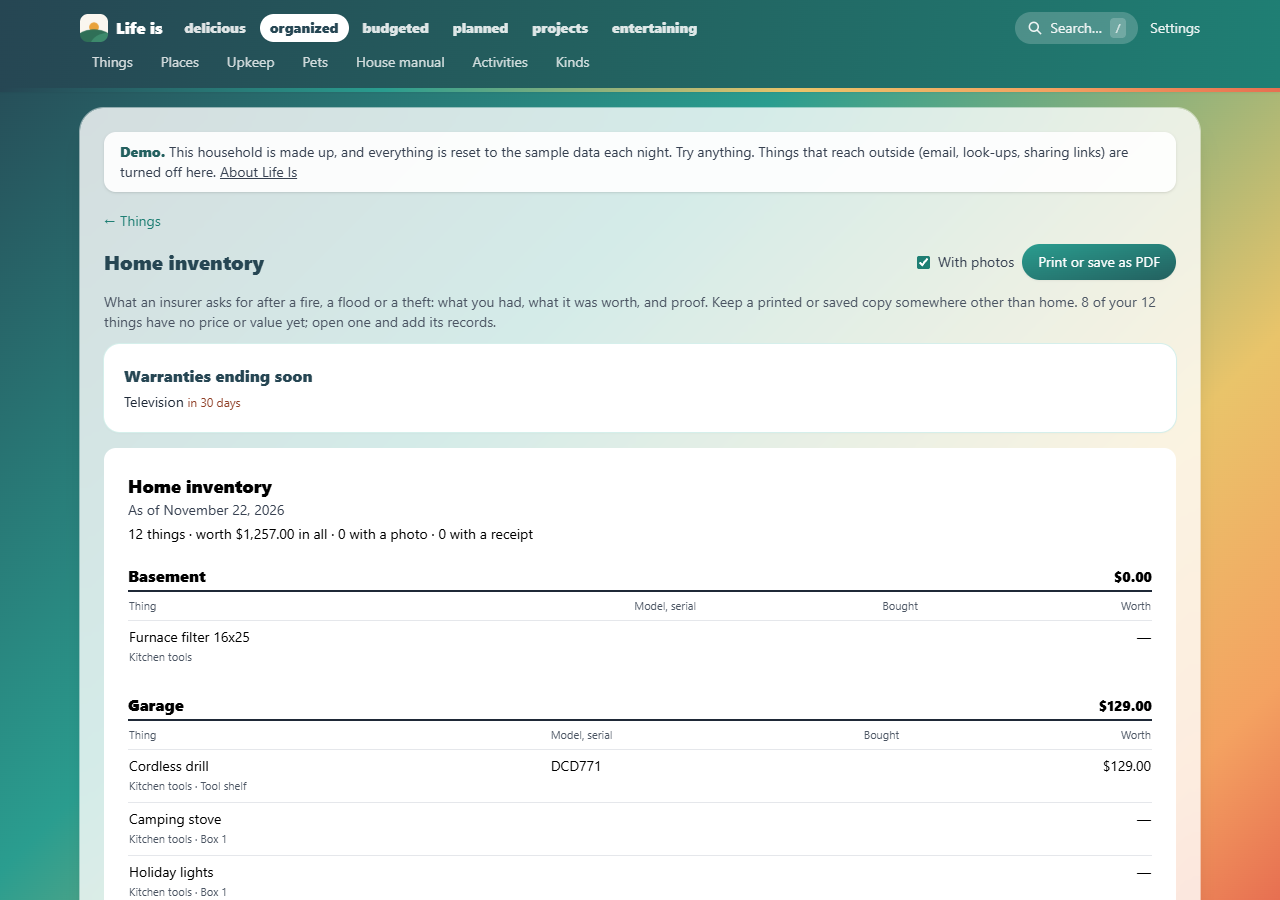 Life is delicious organized budgeted planned projects entertaining Search... / Settings
Things Places Upkeep Pets House manual Activities Kinds
Demo. This household is made up, and everything is reset to the sample data each night. Try anything. Things that reach outside (email, look-ups, sharing links) are
turned off here. About Life Is
← Things
Home inventory With photos Print or save as PDF
What an insurer asks for after a fire, a flood or a theft: what you had, what it was worth, and proof. Keep a printed or saved copy somewhere other than home. 8 of your 12
things have no price or value yet; open one and add its records.
Warranties ending soon
Television in 30 days
Home inventory
As of November 22, 2026
12 things · worth $1,257.00 in all · 0 with a photo · 0 with a receipt
Basement $0.00
Thing Model, serial Bought Worth
Furnace filter 16x25 —
Kitchen tools
Garage $129.00
Thing Model, serial Bought Worth
Cordless drill DCD771 $129.00
Kitchen tools · Tool shelf
Camping stove —
Kitchen tools · Box 1
Holiday lights —
Kitchen tools · Box 1